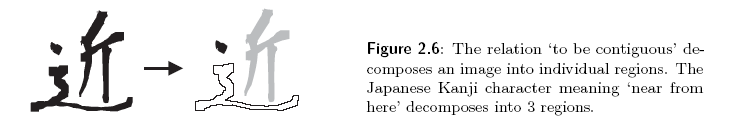 近
近
Figure 2.6: The relation ‘to be contiguous’ de-
composes an image into individual regions. The
Japanese Kanji character meaning ‘near from
here’ decomposes into 3 regions.